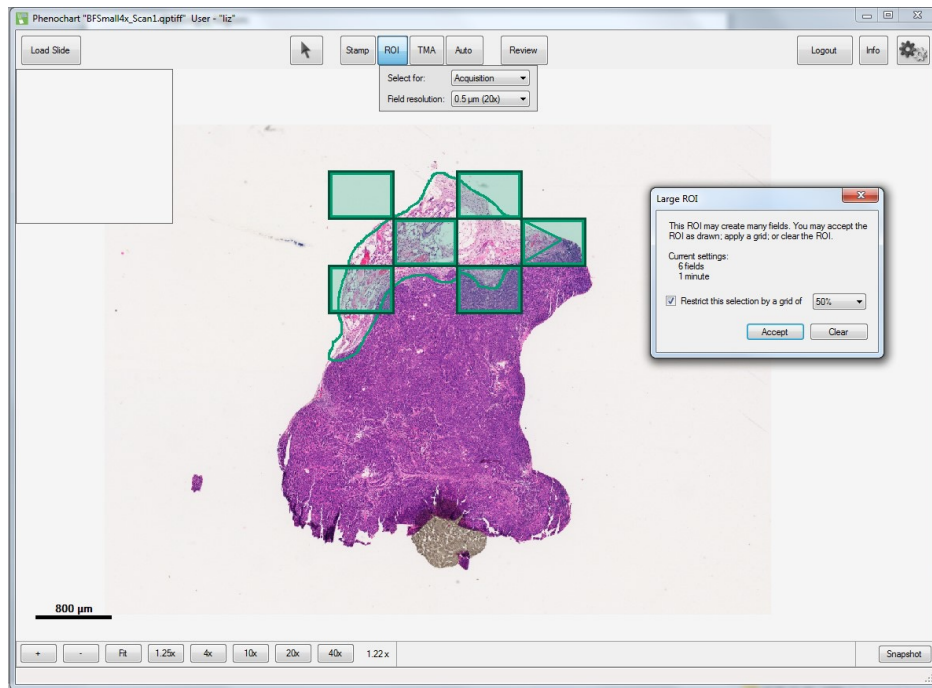 Phenochart "BFSmall4x_Scan1.qptiff" User - "liz"
Load Slide
Stamp
ROI
TMA
Auto
Review
Logout
Info
Select for:
Acquisition
Field resolution:
0.5 µm (20x)
Large ROI
This ROI may create many fields. You may accept the
ROI as drawn; apply a grid; or clear the ROI.
Current settings:
6 fields
1 minute
Restrict this selection by a grid of
50%
Accept
Clear
800 µm
+
-
Fit
1.25x
4x
10x
20x
40x
1.22 x
Snapshot